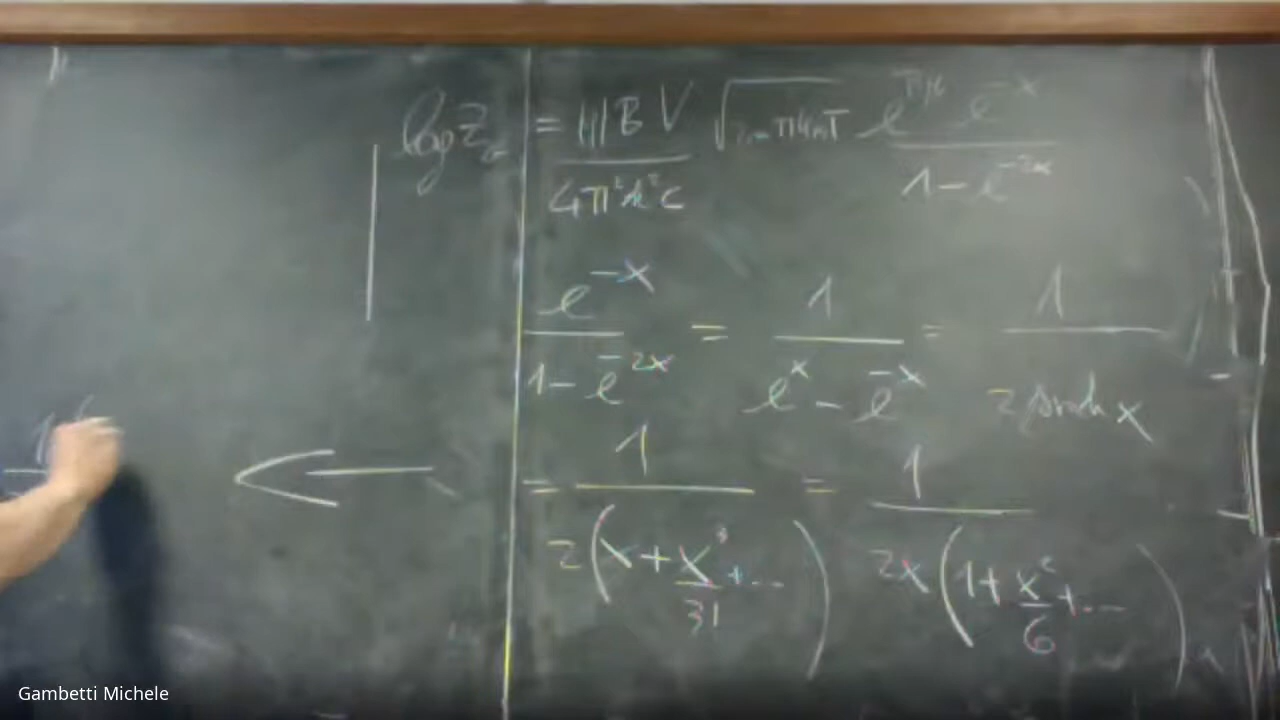 log Z = |e|BV / 4π²ħ²c √ e e^{-x} / 1 - e^{-2x}
e^{-x} / 1 - e^{-2x} = 1 / e^x - e^{-x} = 1 / 2 sinh x
= 1 / 2(x + x³/3! + ...) = 1 / 2x(1 + x²/6 + ...)
Gambetti Michele